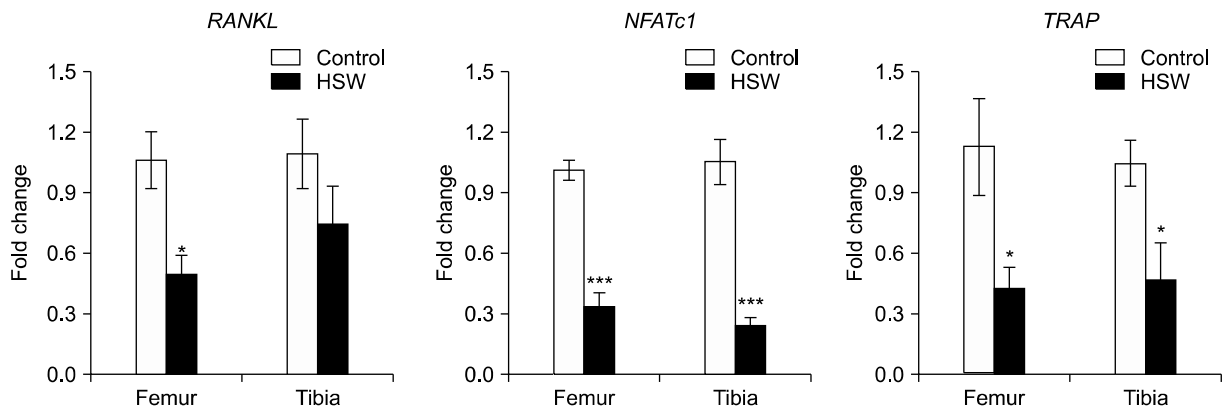 RANKL
Control
HSW
Fold change
1.5
1.2
0.9
0.6
0.3
0.0
*
Femur
Tibia
NFATc1
Control
HSW
Fold change
1.5
1.2
0.9
0.6
0.3
0.0
***
***
Femur
Tibia
TRAP
Control
HSW
Fold change
1.5
1.2
0.9
0.6
0.3
0.0
*
*
Femur
Tibia